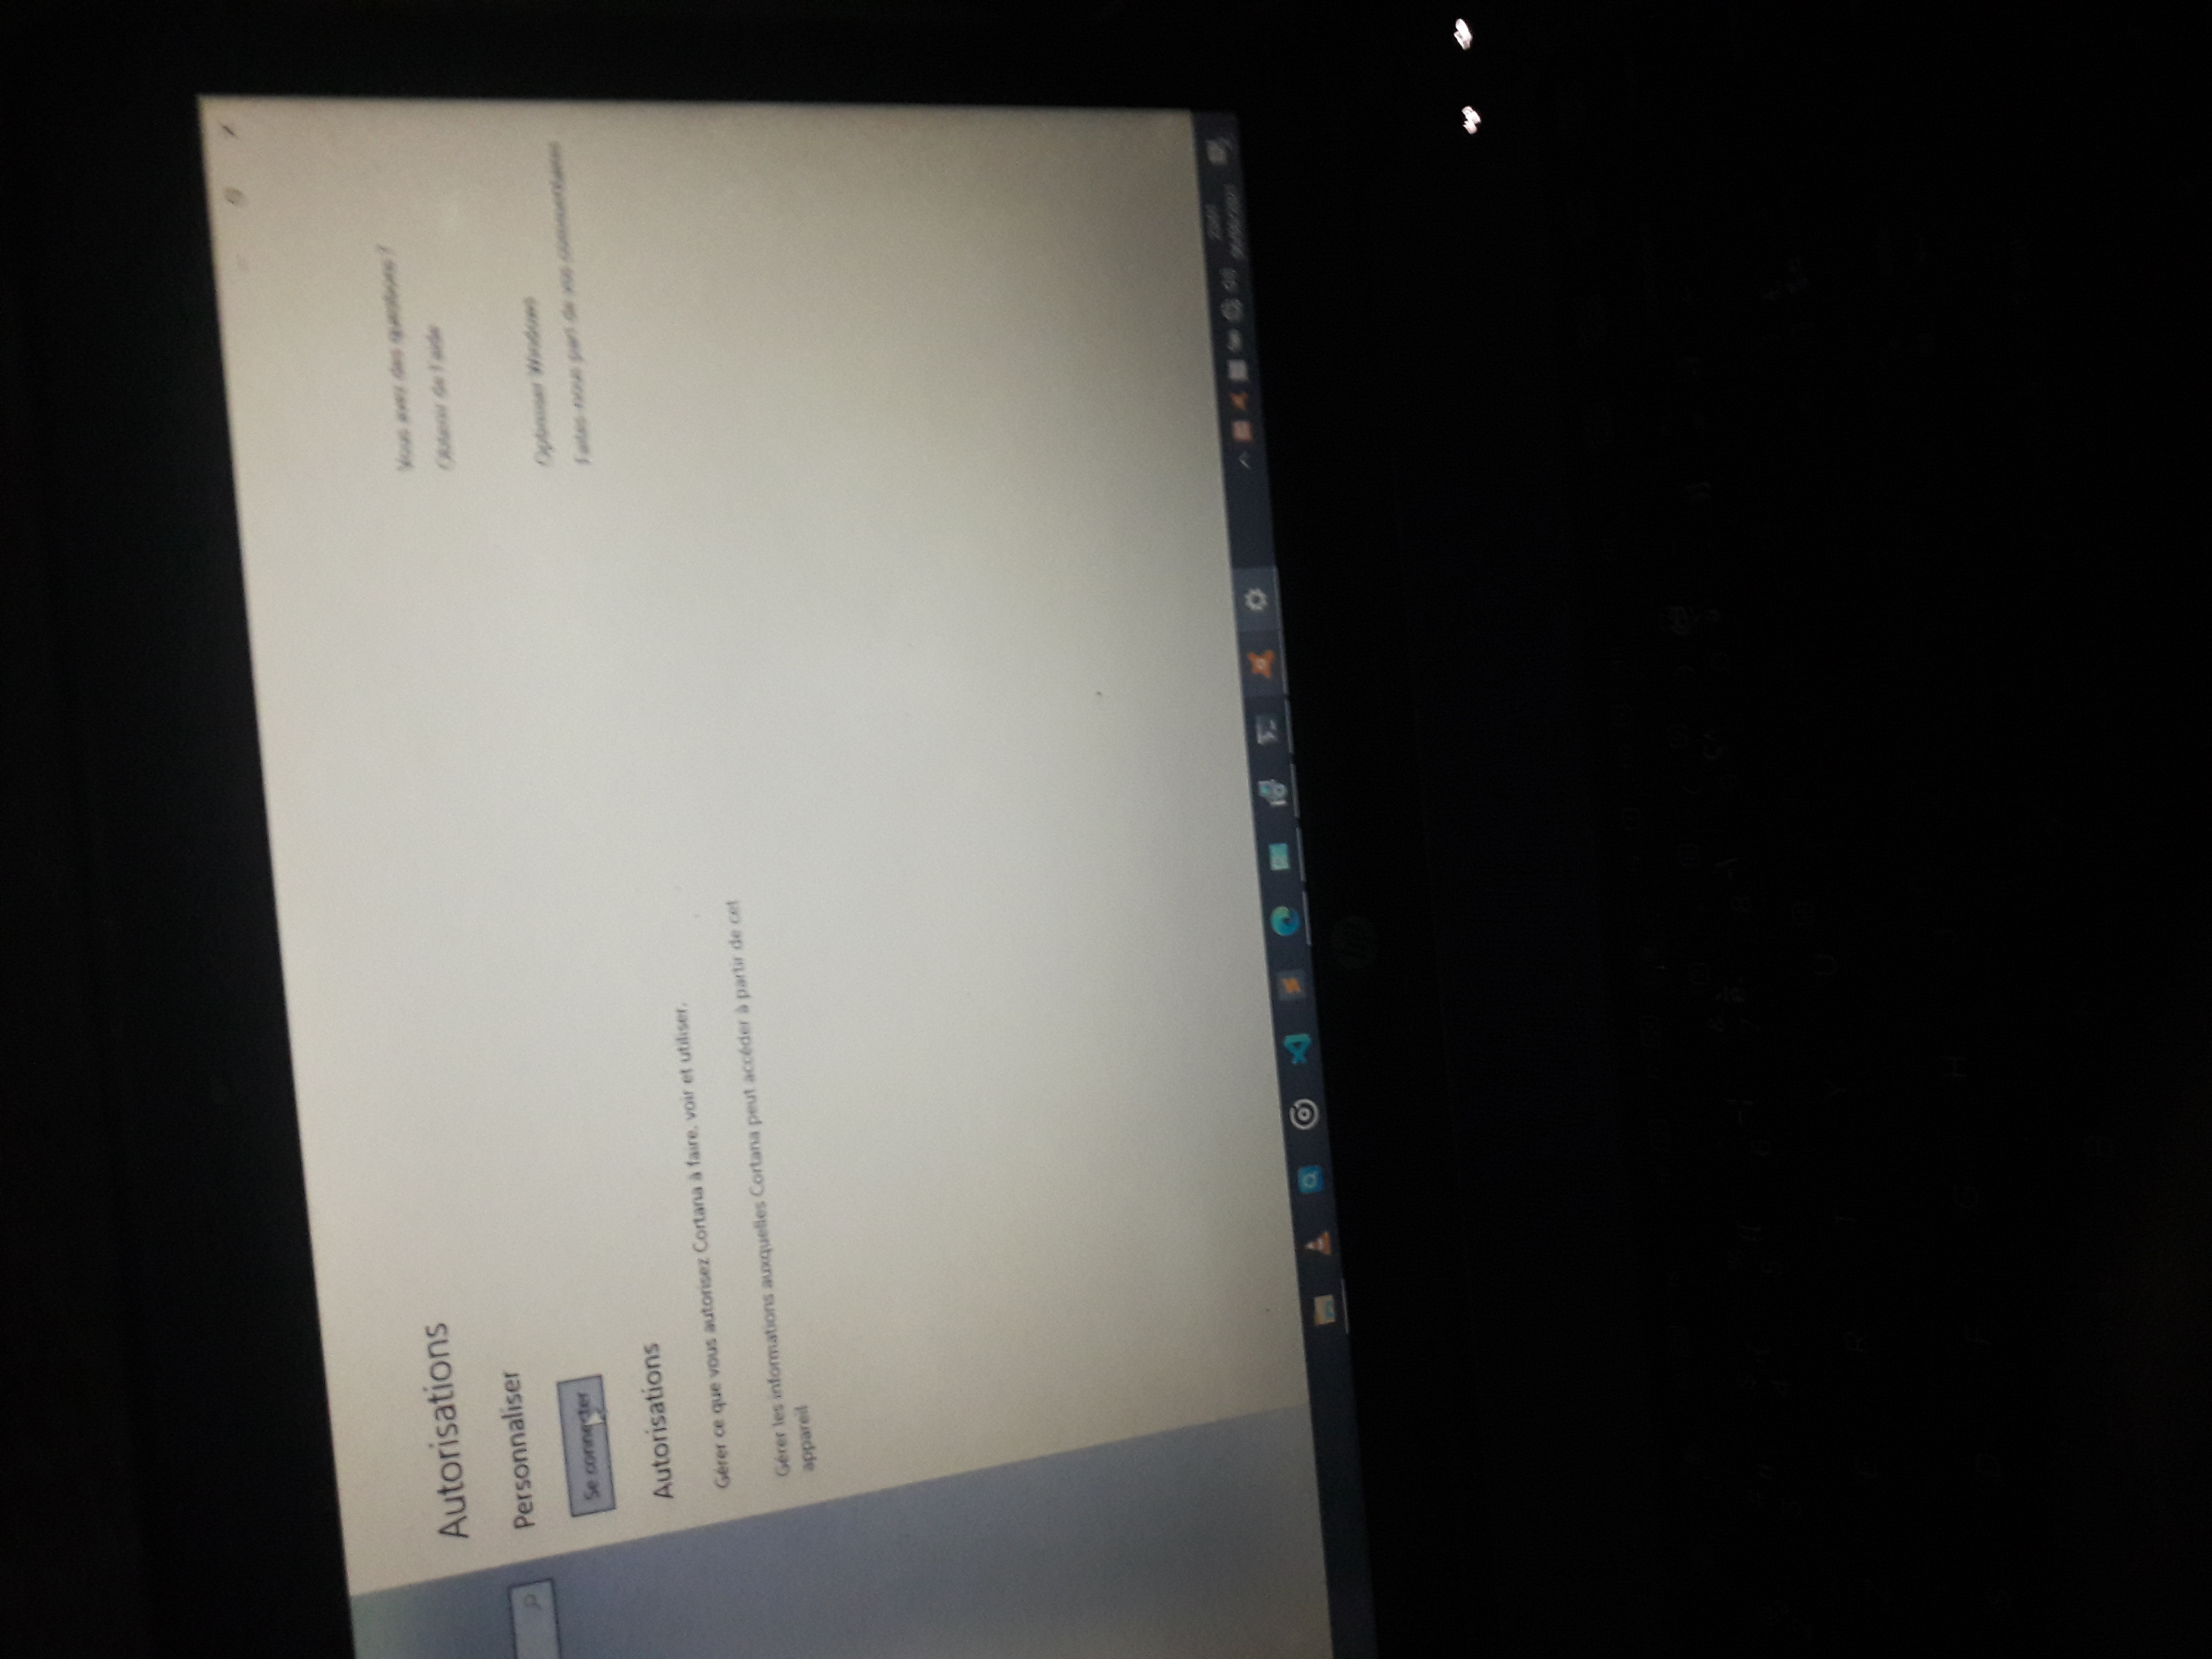 Autorisations
Personnaliser
Se connecter
Autorisations
Gérer ce que vous autorisez Cortana à faire, voir et utiliser.
Gérer les informations auxquelles Cortana peut accéder à partir de cet
appareil
Vous avez des questions ?
Obtenir de l'aide
Optimiser Windows
Faites-nous part de vos commentaires
hp
R
T
Y
U
D
F
G
H
J